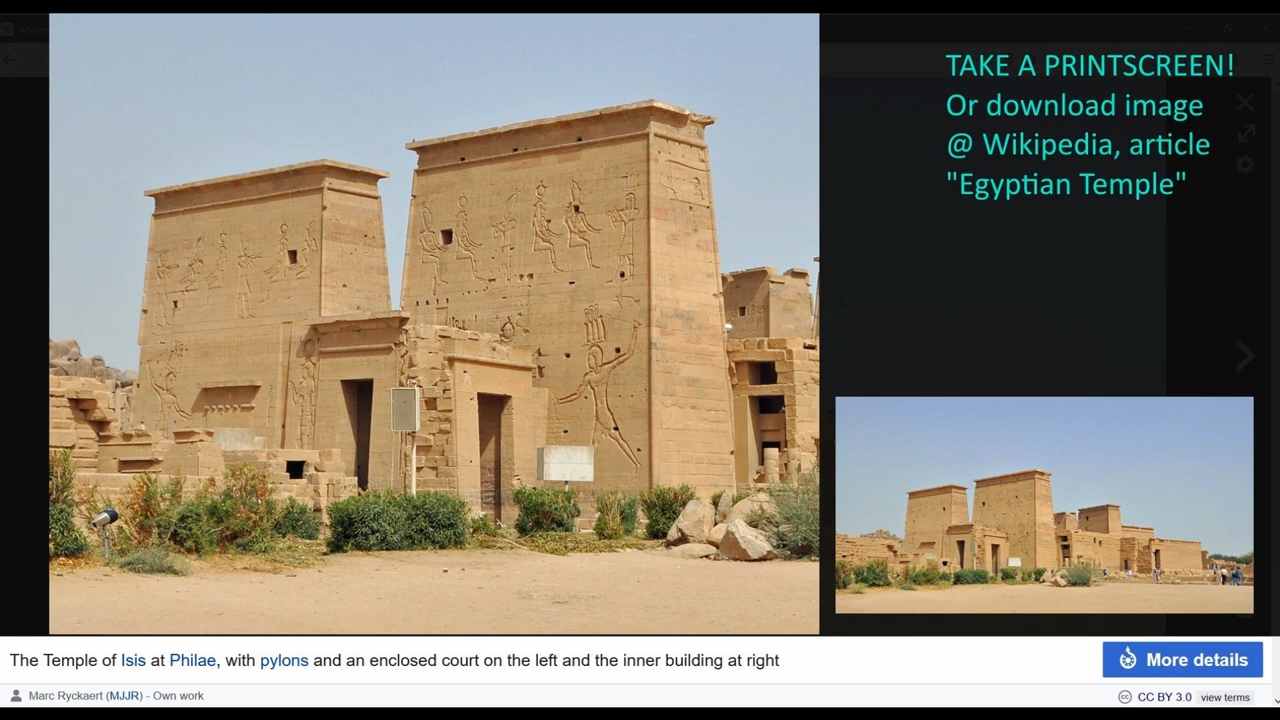 TAKE A PRINTSCREEN!
Or download image
@ Wikipedia, article
"Egyptian Temple"
The Temple of Isis at Philae, with pylons and an enclosed court on the left and the inner building at right
More details
Marc Ryckaert (MJJR) - Own work
CC BY 3.0 view terms